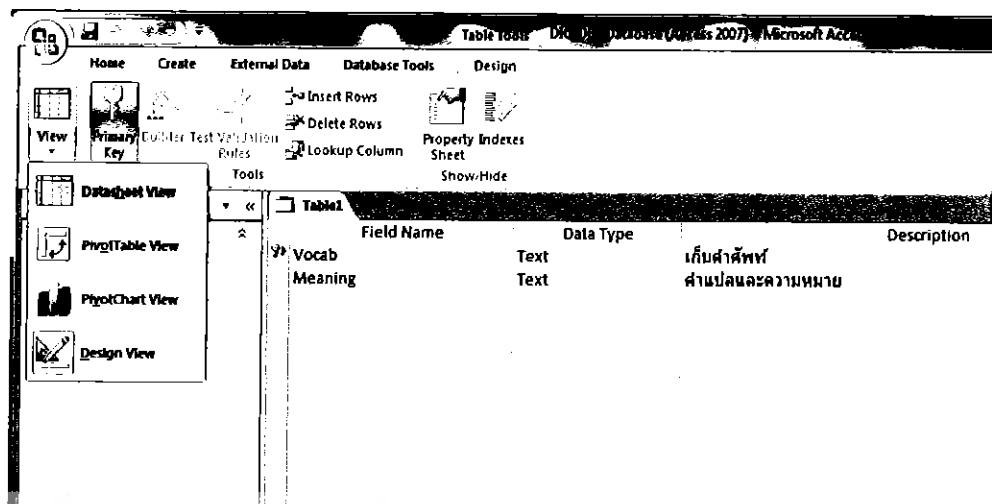 Table Tools Database (Access 2007) - Microsoft Acc
Home Create External Data Database Tools Design
View
Primary Key
Builder Test Validation Rules
Insert Rows
Delete Rows
Lookup Column
Property Sheet
Indexes
Tools
Show/Hide
Datasheet View
PivotTable View
PivotChart View
Design View
Table1
Field Name Data Type Description
Vocab Text เก็บคำศัพท์
Meaning Text คำแปลและความหมาย